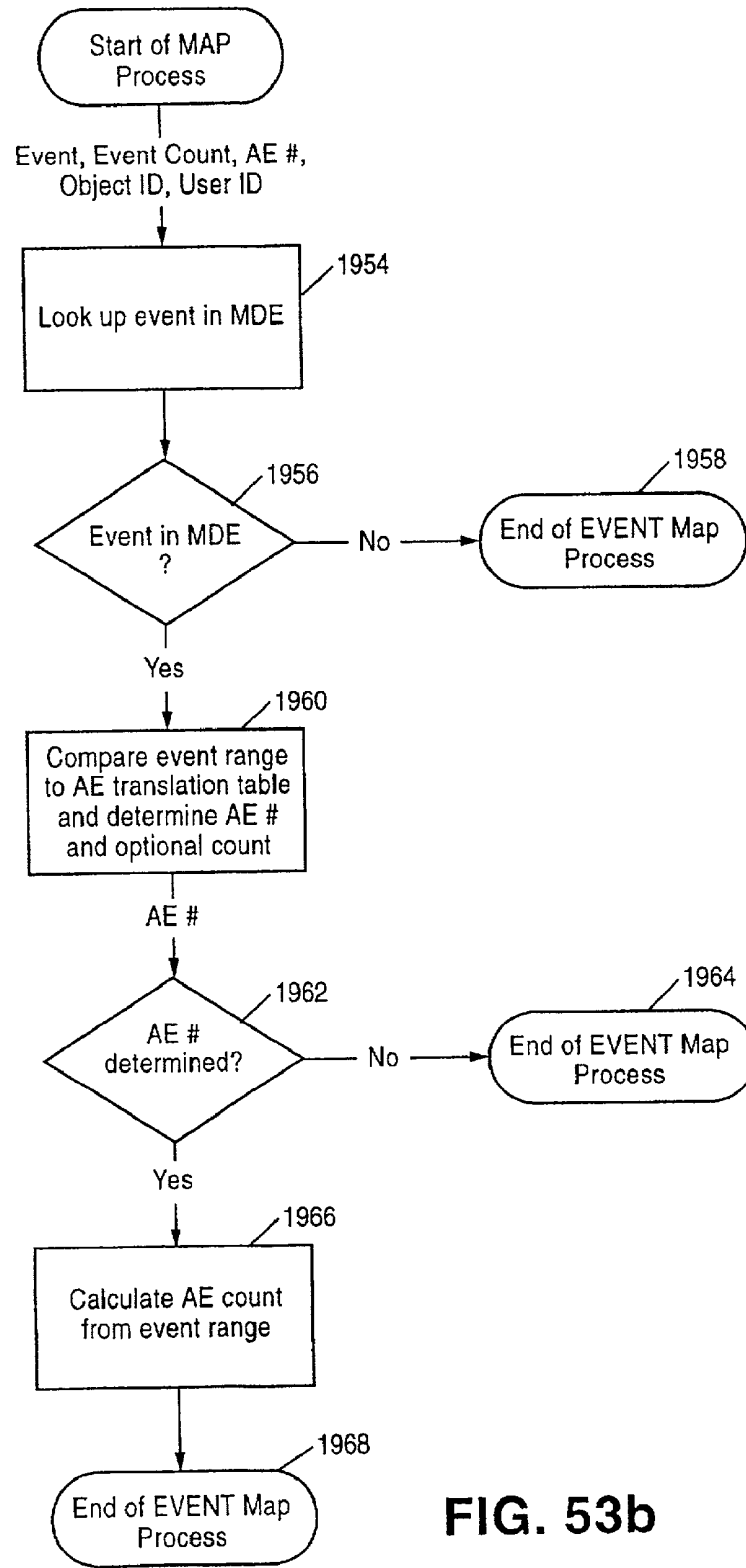 Start of MAP
Process
Event, Event Count, AE #,
Object ID, User ID
1954
Look up event in MDE
1956
Event in MDE
?
No
1958
End of EVENT Map
Process
Yes
1960
Compare event range
to AE translation table
and determine AE #
and optional count
AE #
1962
AE #
determined?
No
1964
End of EVENT Map
Process
Yes
1966
Calculate AE count
from event range
1968
End of EVENT Map
Process
FIG. 53b